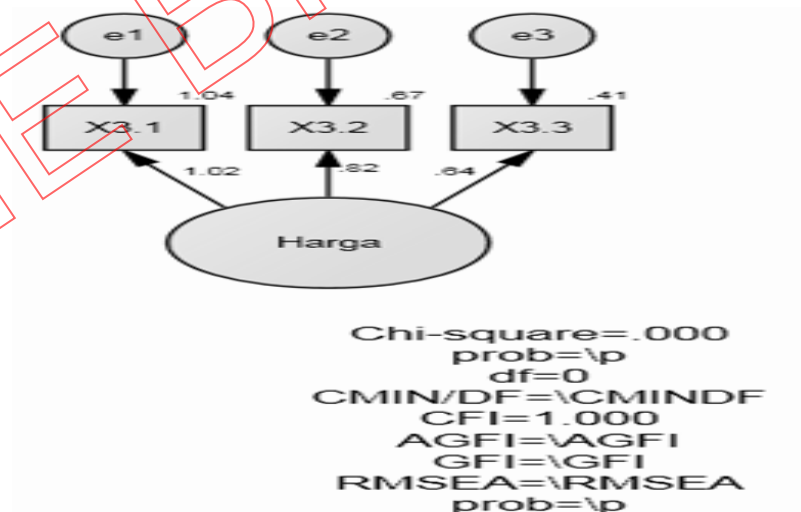 e1 e2 e3
1.04 .67 .41
X3.1 X3.2 X3.3
1.02 .82 .64
Harga
Chi-square=.000
prob=\p
df=0
CMIN/DF=\CMINDF
CFI=1.000
AGFI=\AGFI
GFI=\GFI
RMSEA=\RMSEA
prob=\p